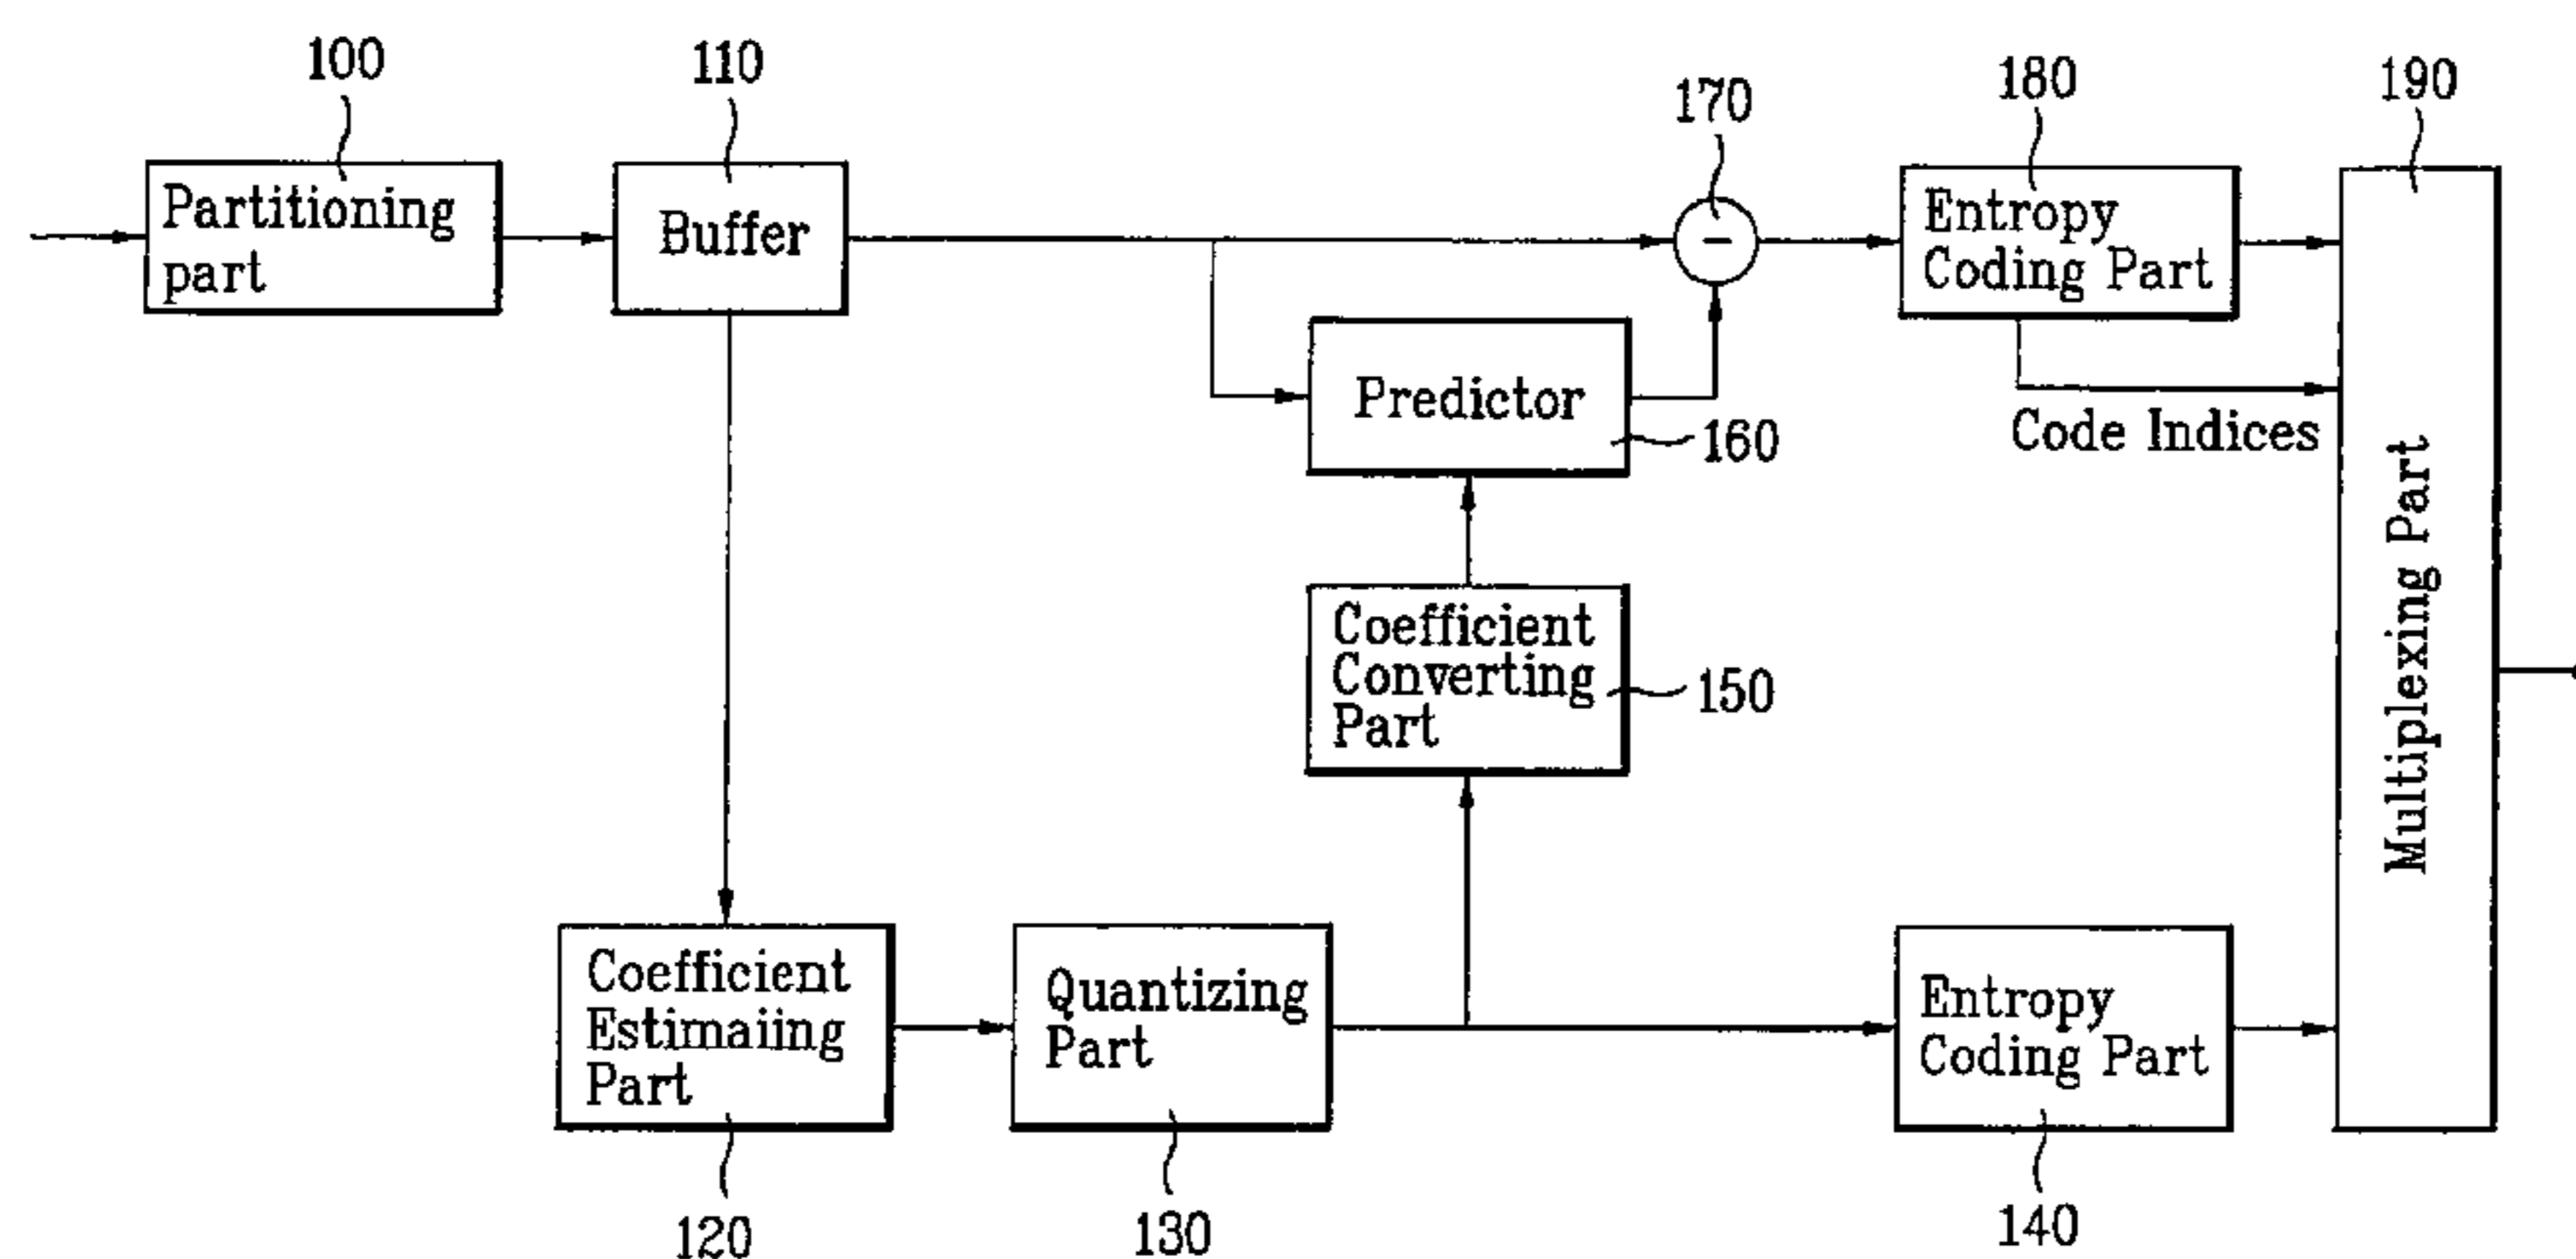 100
110
170
180
190
Partitioning
part
Buffer
-
Entropy
Coding Part
Predictor
160
Code Indices
Coefficient
Converting
Part
150
Multiplexing Part
Coefficient
Estimaiing
Part
Quantizing
Part
Entropy
Coding Part
120
130
140